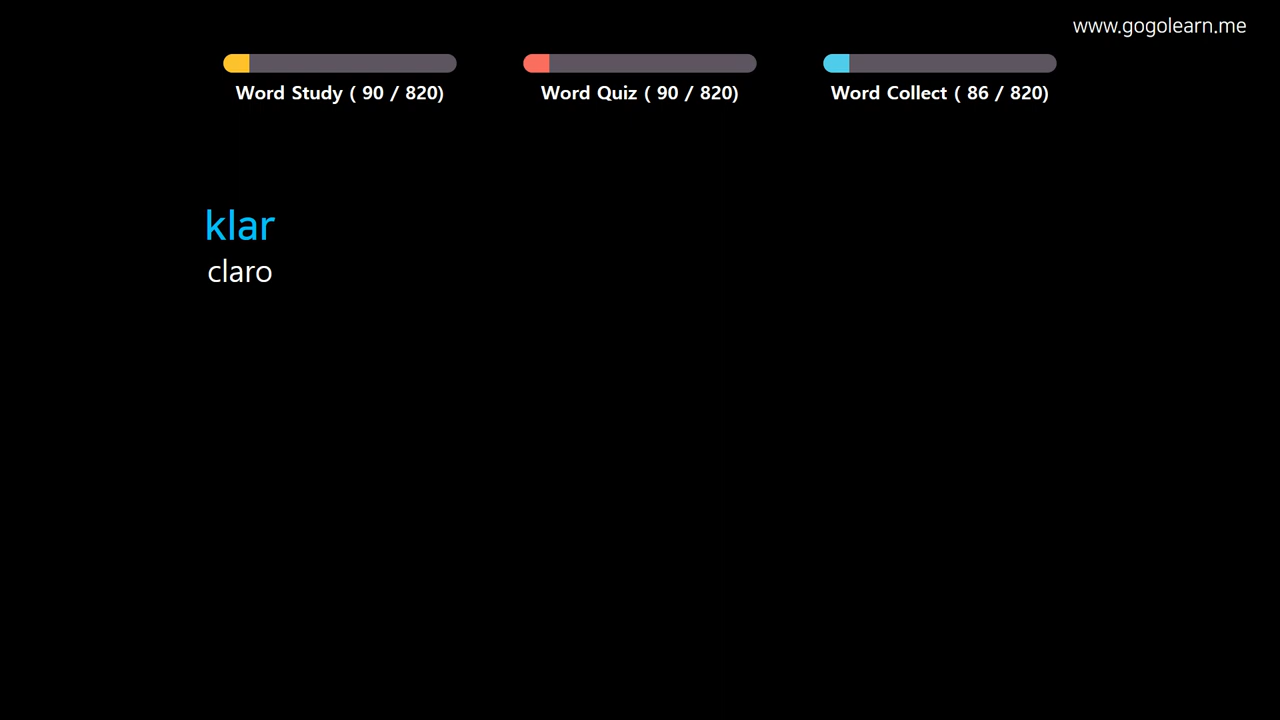 www.gogolearn.me
Word Study ( 90 / 820)
Word Quiz ( 90 / 820)
Word Collect ( 86 / 820)
klar
claro